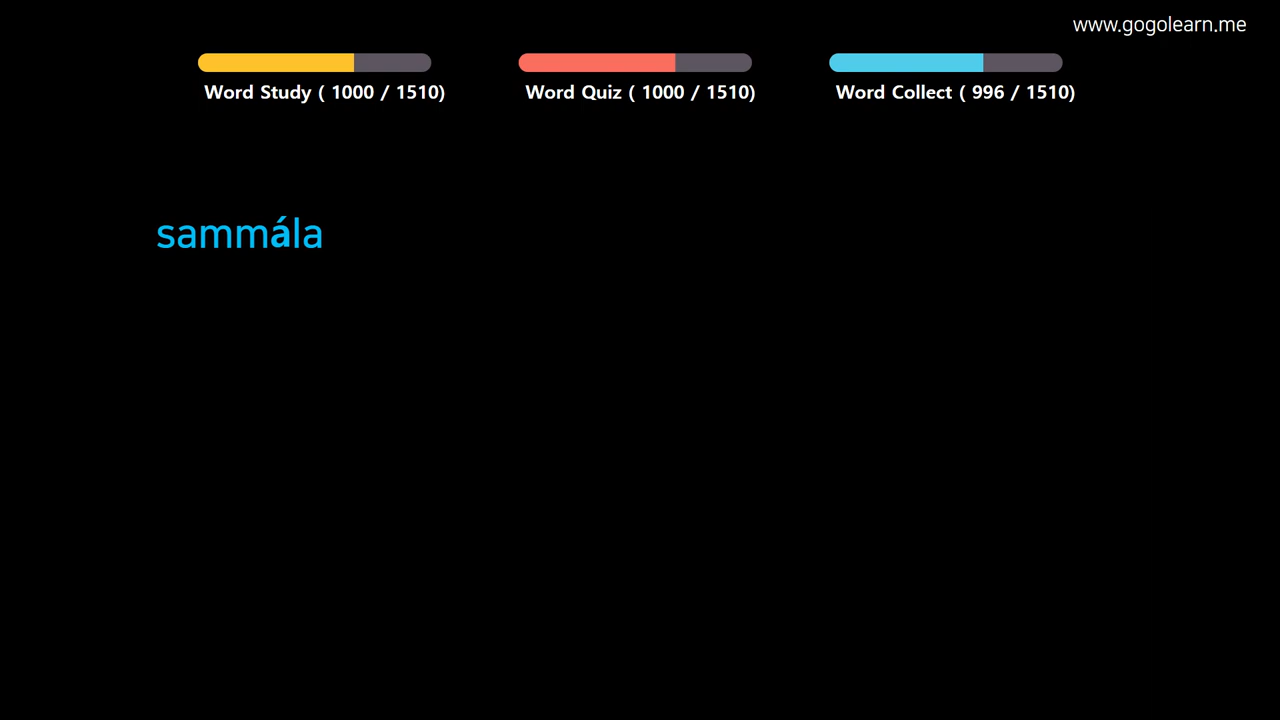 www.gogolearn.me
Word Study ( 1000 / 1510)
Word Quiz ( 1000 / 1510)
Word Collect ( 996 / 1510)
sammála